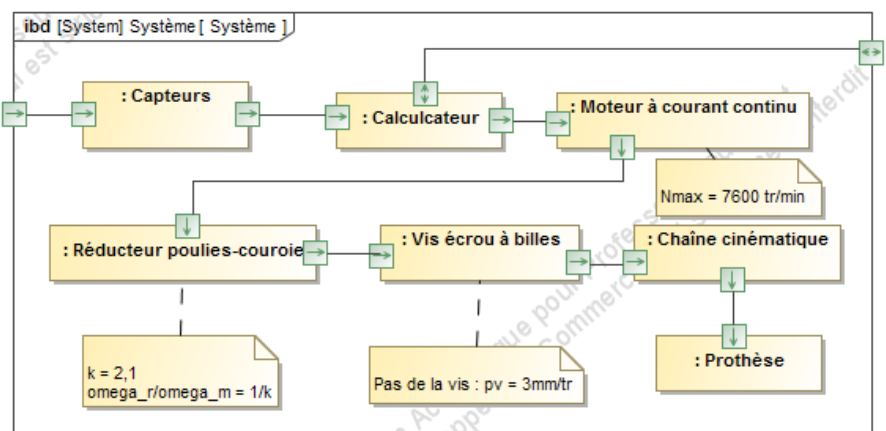 ibd [System] Système [ Système ]
: Capteurs
: Calculcateur
: Moteur à courant continu
Nmax = 7600 tr/min
: Réducteur poulies-couroie
: Vis écrou à billes
: Chaîne cinématique
k = 2,1
omega_r/omega_m = 1/k
Pas de la vis : pv = 3mm/tr
: Prothèse